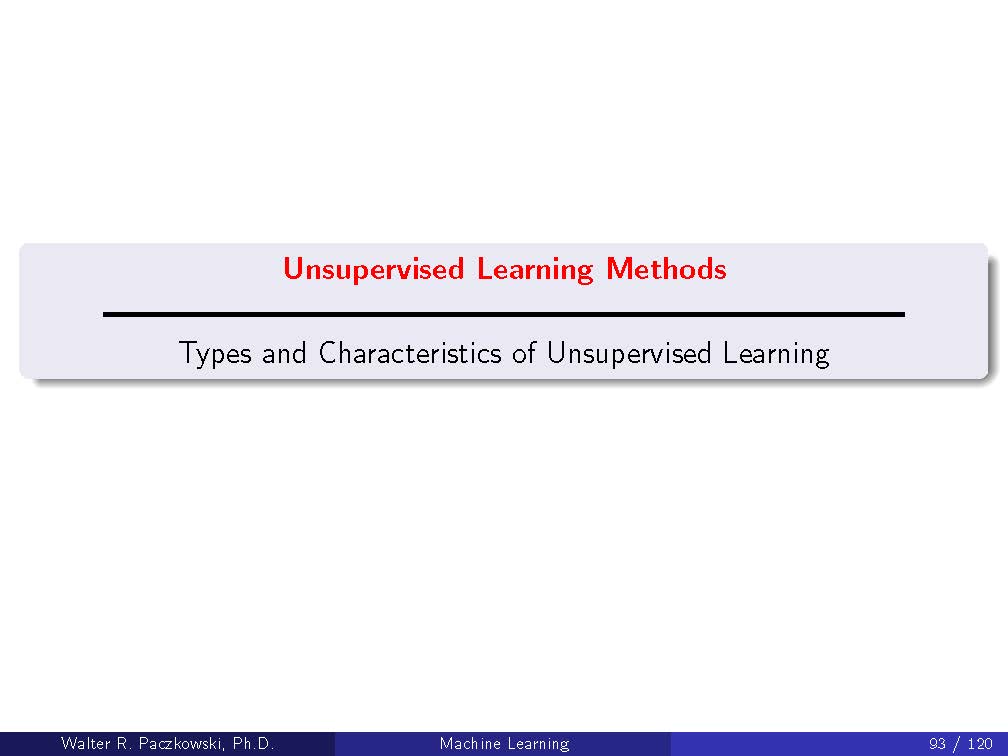 Unsupervised Learning Methods
Types and Characteristics of Unsupervised Learning
Walter R. Paczkowski, Ph.D.
Machine Learning
93 / 120